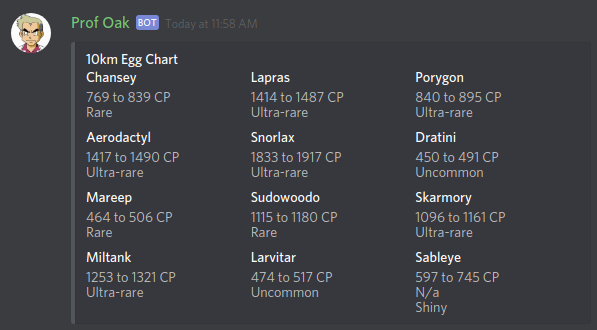 Prof Oak BOT Today at 11:58 AM
10km Egg Chart
Chansey
769 to 839 CP
Rare
Lapras
1414 to 1487 CP
Ultra-rare
Porygon
840 to 895 CP
Ultra-rare
Aerodactyl
1417 to 1490 CP
Ultra-rare
Snorlax
1833 to 1917 CP
Ultra-rare
Dratini
450 to 491 CP
Uncommon
Mareep
464 to 506 CP
Rare
Sudowoodo
1115 to 1180 CP
Rare
Skarmory
1096 to 1161 CP
Ultra-rare
Miltank
1253 to 1321 CP
Ultra-rare
Larvitar
474 to 517 CP
Uncommon
Sableye
597 to 745 CP
N/a
Shiny